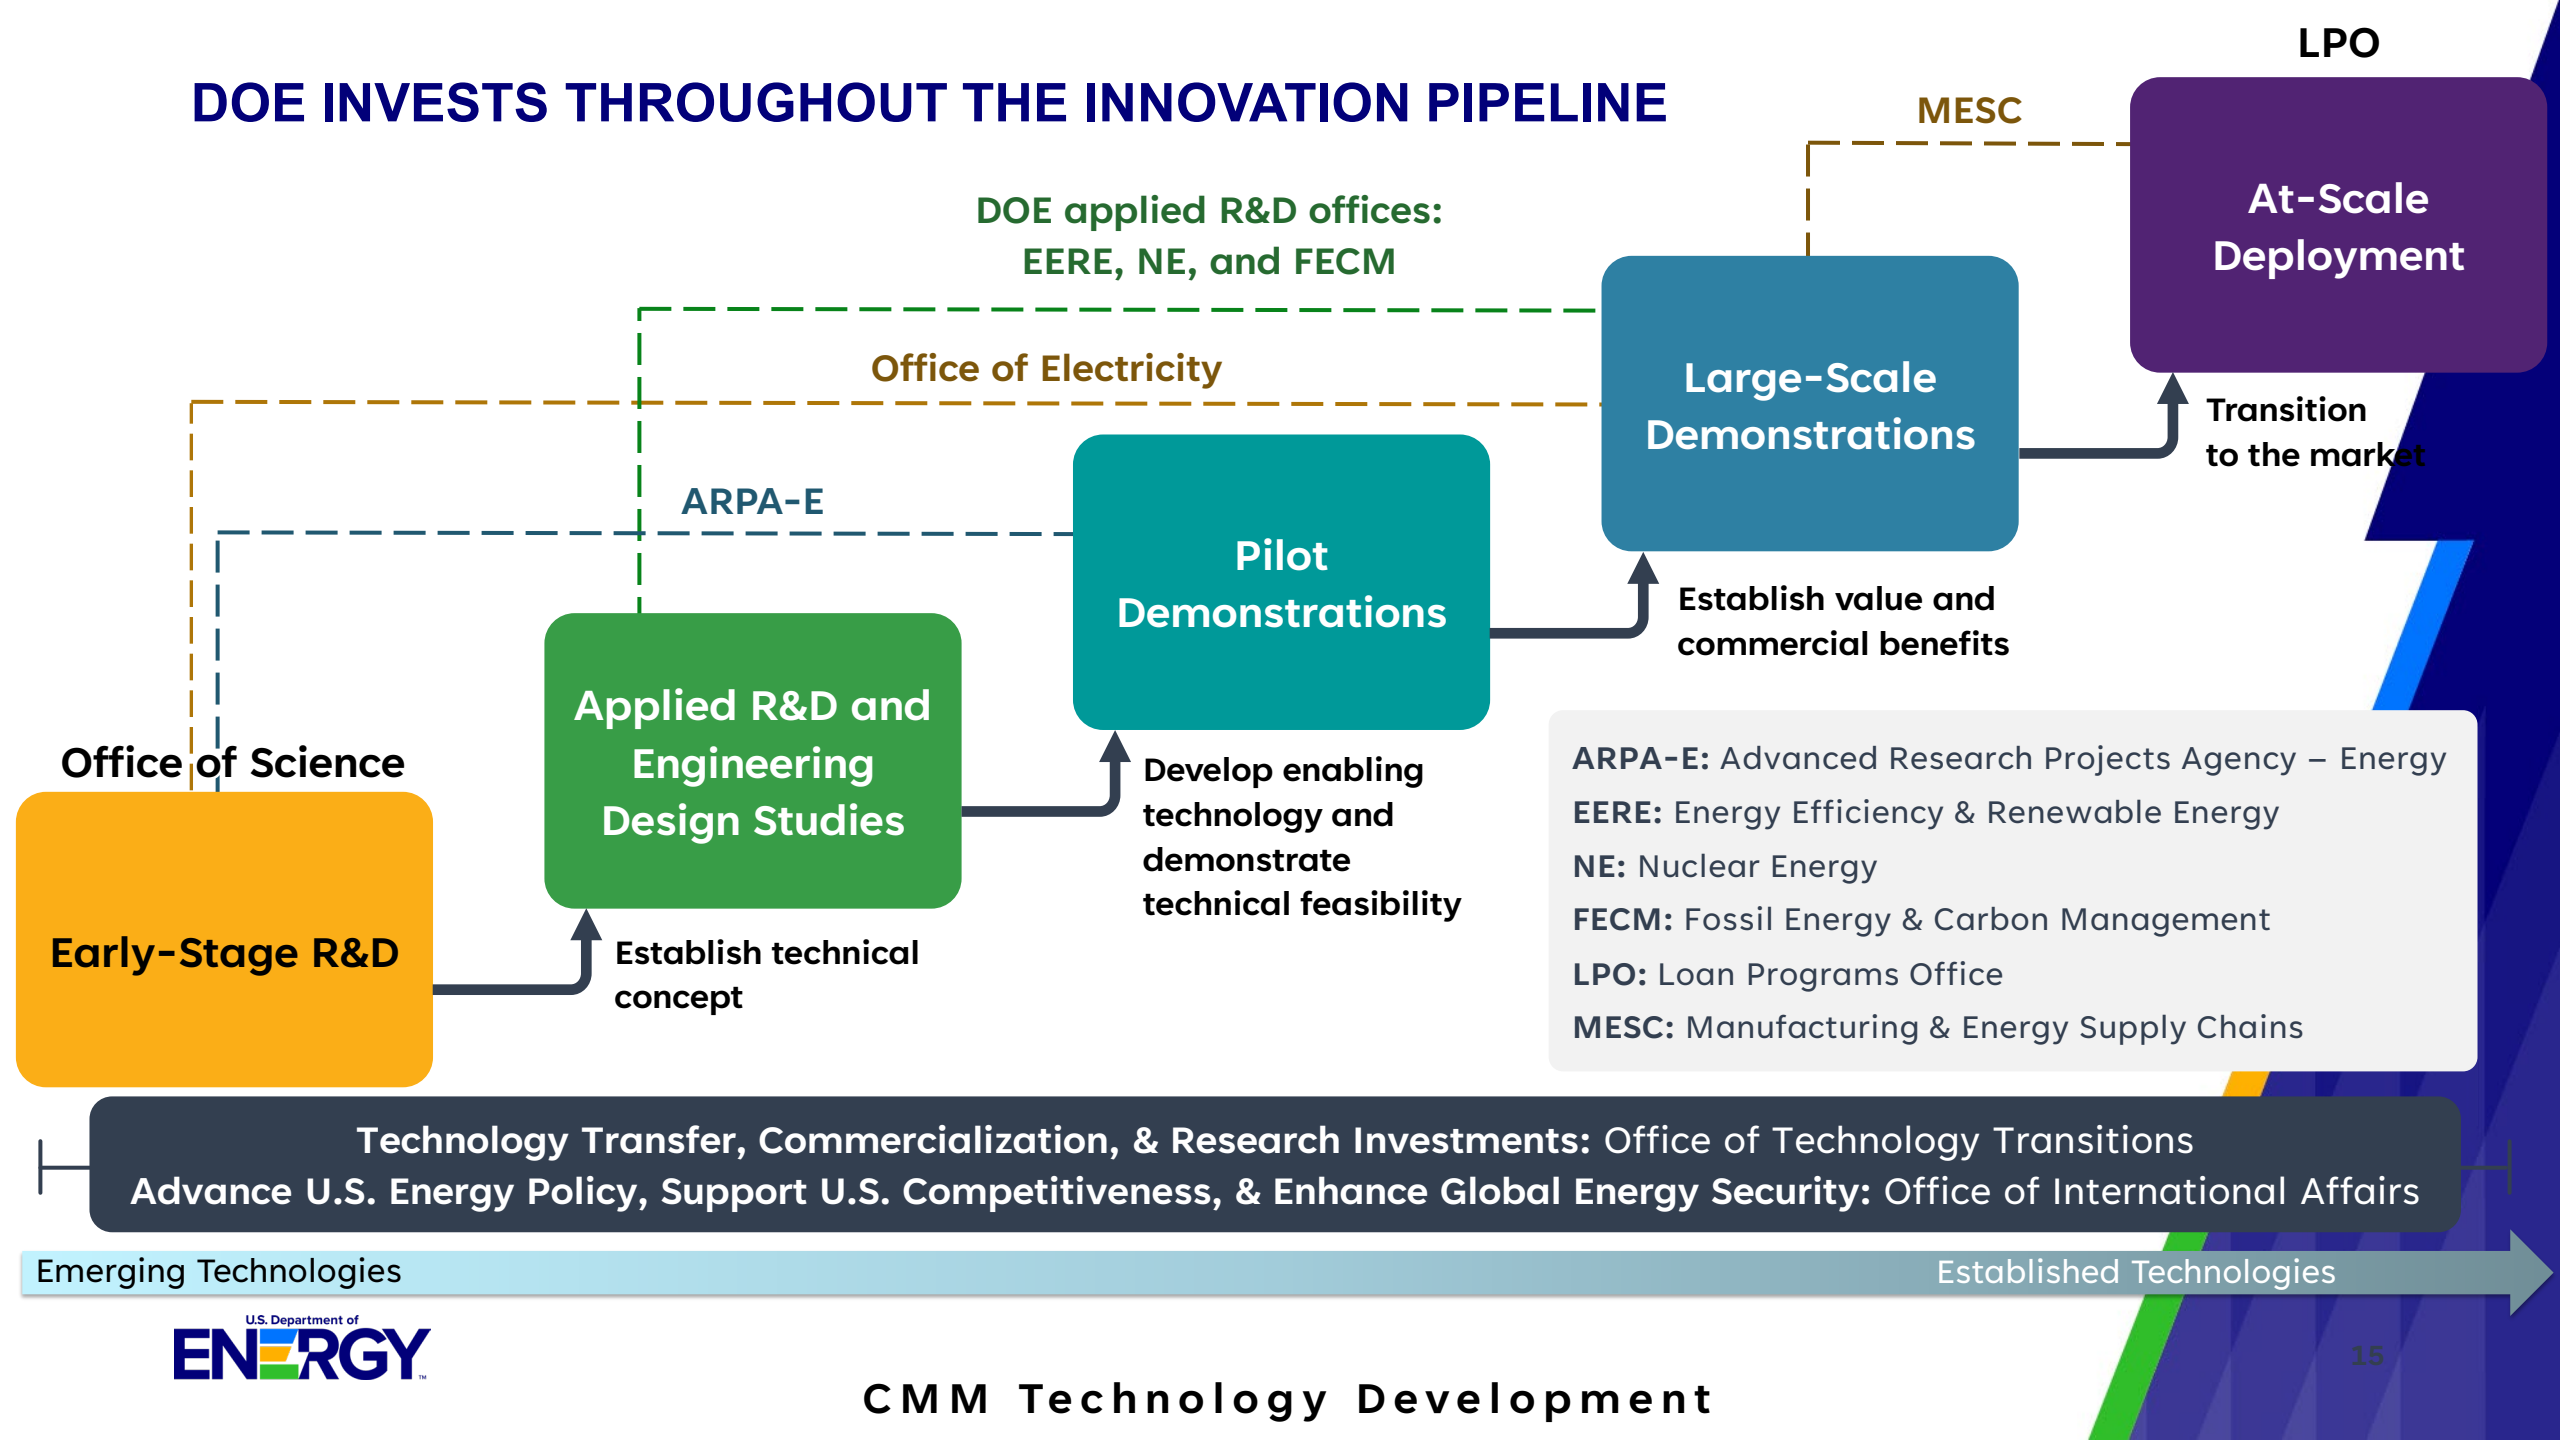 LPO
DOE INVESTS THROUGHOUT THE INNOVATION PIPELINE
MESC
At-Scale
Deployment
DOE applied R&D offices:
EERE, NE, and FECM
Office of Electricity
Large-Scale
Demonstrations
Transition
to the market
ARPA-E
Pilot
Demonstrations
Establish value and
commercial benefits
Applied R&D and
Engineering
Design Studies
Develop enabling
technology and
demonstrate
technical feasibility
Office of Science
Early-Stage R&D
Establish technical
concept
ARPA-E: Advanced Research Projects Agency – Energy
EERE: Energy Efficiency & Renewable Energy
NE: Nuclear Energy
FECM: Fossil Energy & Carbon Management
LPO: Loan Programs Office
MESC: Manufacturing & Energy Supply Chains
Technology Transfer, Commercialization, & Research Investments: Office of Technology Transitions
Advance U.S. Energy Policy, Support U.S. Competitiveness, & Enhance Global Energy Security: Office of International Affairs
Emerging Technologies
Established Technologies
U.S. Department of
ENERGY™
15
CMM Technology Development